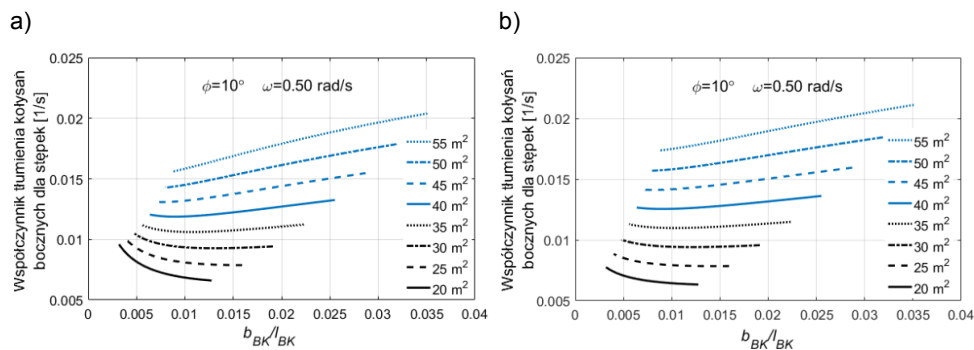 a)
Współczynnik tłumienia kołysań
bocznych dla stępek [1/s]
0.025
0.02
0.015
0.01
0.005
ϕ=10° ω=0.50 rad/s
55 m²
50 m²
45 m²
40 m²
35 m²
30 m²
25 m²
20 m²
0 0.005 0.01 0.015 0.02 0.025 0.03 0.035 0.04
b_BK/l_BK
b)
Współczynnik tłumienia kołysań
bocznych dla stępek [1/s]
0.025
0.02
0.015
0.01
0.005
ϕ=10° ω=0.50 rad/s
55 m²
50 m²
45 m²
40 m²
35 m²
30 m²
25 m²
20 m²
0 0.005 0.01 0.015 0.02 0.025 0.03 0.035 0.04
b_BK/l_BK